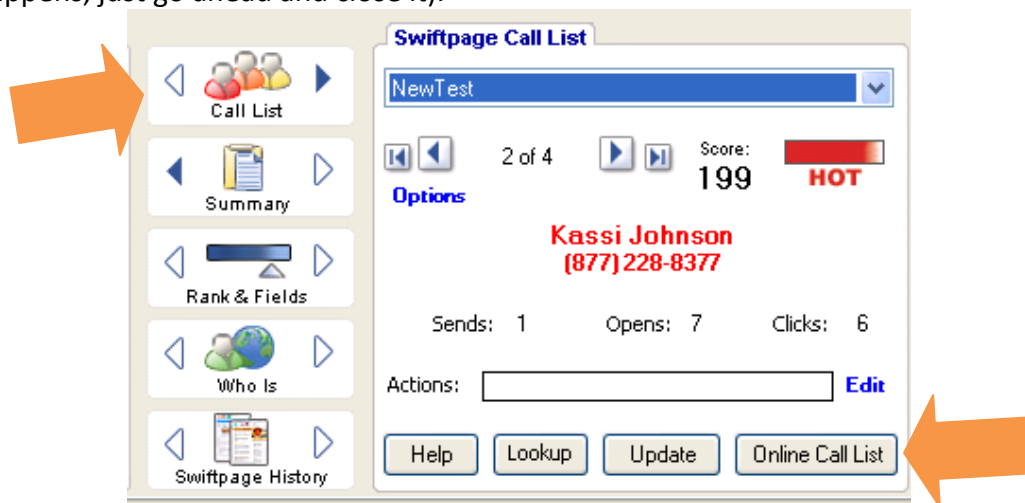 appens, just go ahead and close it).
Call List
Summary
Rank & Fields
Who Is
Swiftpage History
Swiftpage Call List
NewTest
2 of 4
Score:
199
HOT
Options
Kassi Johnson
(877) 228-8377
Sends: 1 Opens: 7 Clicks: 6
Actions: Edit
Help Lookup Update Online Call List